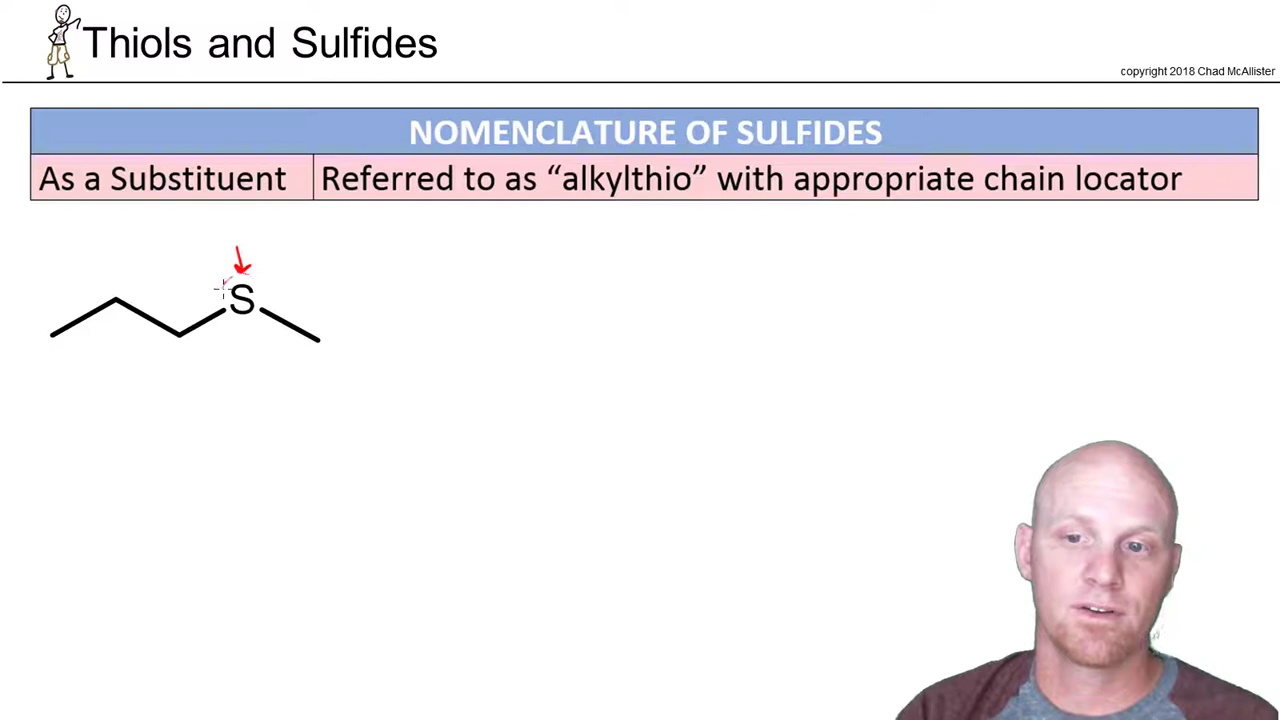 Thiols and Sulfides
copyright 2018 Chad McAllister
NOMENCLATURE OF SULFIDES
As a Substituent Referred to as “alkylthio” with appropriate chain locator
S